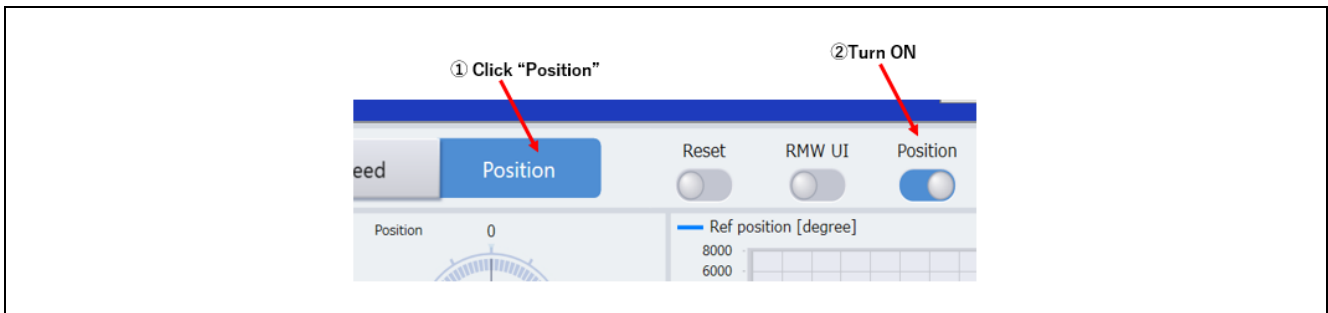 ②Turn ON
① Click “Position”
eed
Position
Reset
RMW UI
Position
Position
0
Ref position [degree]
8000
6000